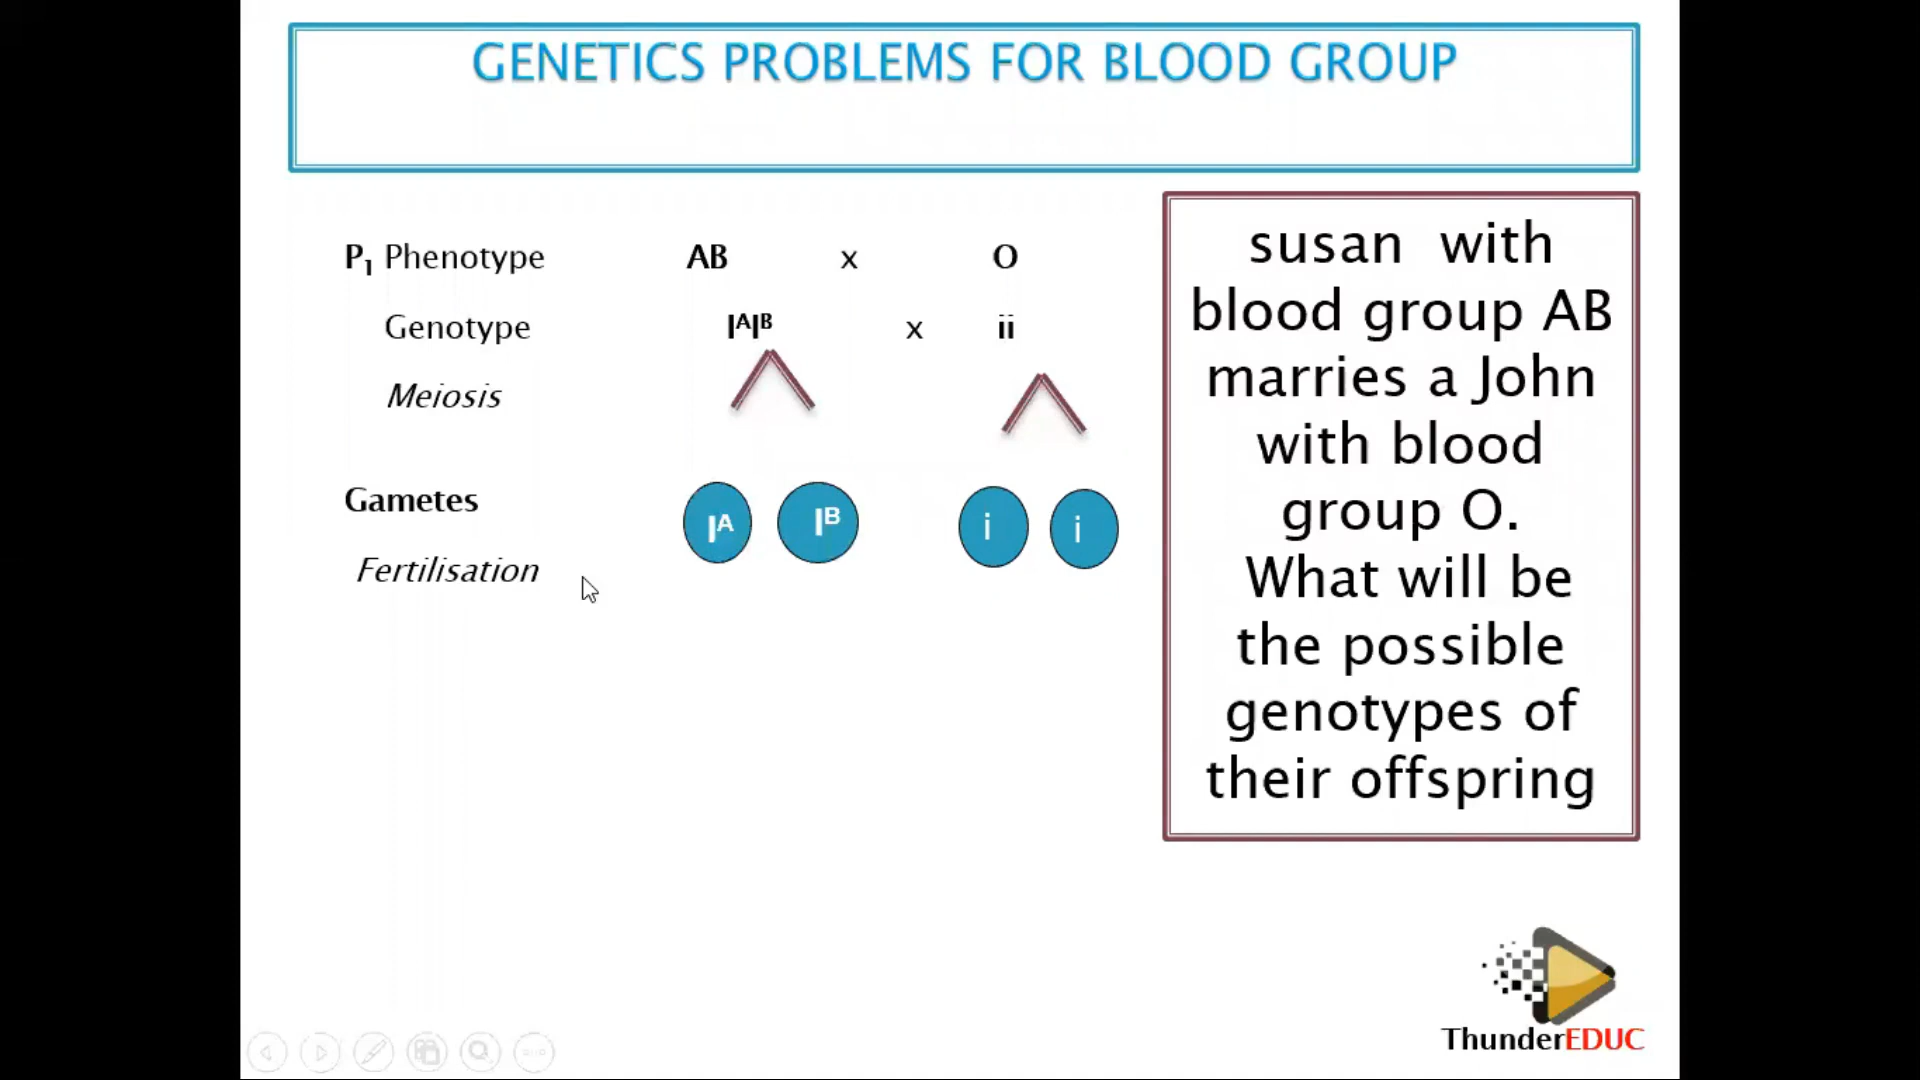 GENETICS PROBLEMS FOR BLOOD GROUP
P₁ Phenotype AB x O
Genotype IᴬIᴮ x ii
Meiosis
Gametes Iᴬ Iᴮ i i
Fertilisation
susan with
blood group AB
marries a John
with blood
group O.
What will be
the possible
genotypes of
their offspring
ThunderEDUC